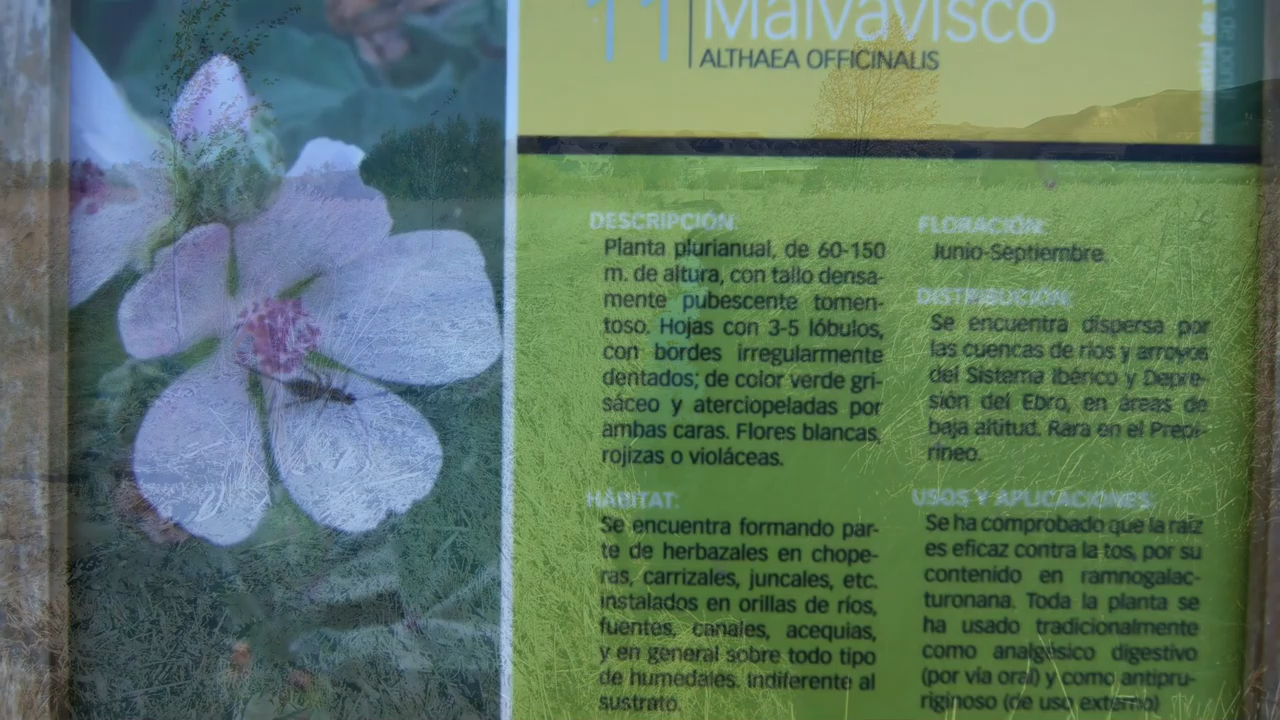 11
Malvavisco
ALTHAEA OFFICINALIS
DESCRIPCIÓN:
Planta plurianual, de 60-150
m. de altura, con tallo densa-
mente pubescente tomen-
toso. Hojas con 3-5 lóbulos,
con bordes irregularmente
dentados; de color verde gri-
sáceo y aterciopeladas por
ambas caras. Flores blancas,
rojizas o violáceas.
HÁBITAT:
Se encuentra formando par-
te de herbazales en chope-
ras, carrizales, juncales, etc.
instalados en orillas de ríos,
fuentes, canales, acequias,
y en general sobre todo tipo
de humedales. Indiferente al
sustrato.
FLORACIÓN:
Junio-Septiembre.
DISTRIBUCIÓN:
Se encuentra dispersa por
las cuencas de ríos y arroyos
del Sistema Ibérico y Depre-
sión del Ebro, en áreas de
baja altitud. Rara en el Prepi-
rineo.
USOS Y APLICACIONES:
Se ha comprobado que la raíz
es eficaz contra la tos, por su
contenido en ramnogalac-
turonana. Toda la planta se
ha usado tradicionalmente
como analgésico digestivo
(por vía oral) y como antipru-
riginoso (de uso externo)